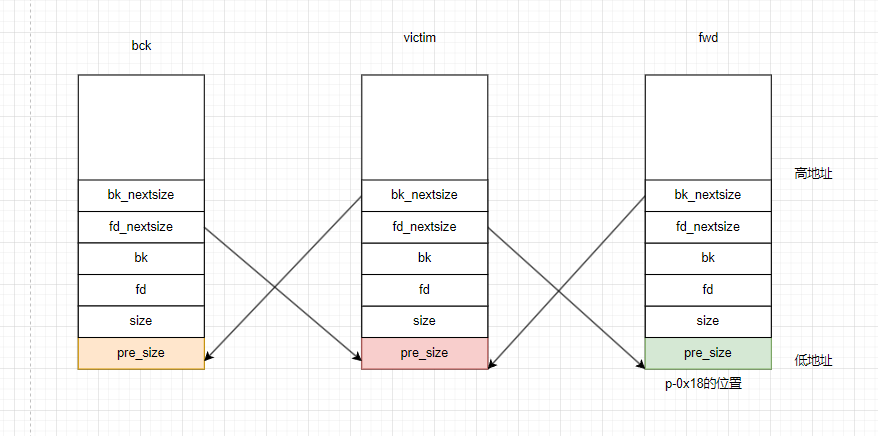 bck
victim
fwd
高地址
bk_nextsize
bk_nextsize
bk_nextsize
fd_nextsize
fd_nextsize
fd_nextsize
bk
bk
bk
fd
fd
fd
size
size
size
pre_size
pre_size
pre_size
低地址
p-0x18的位置